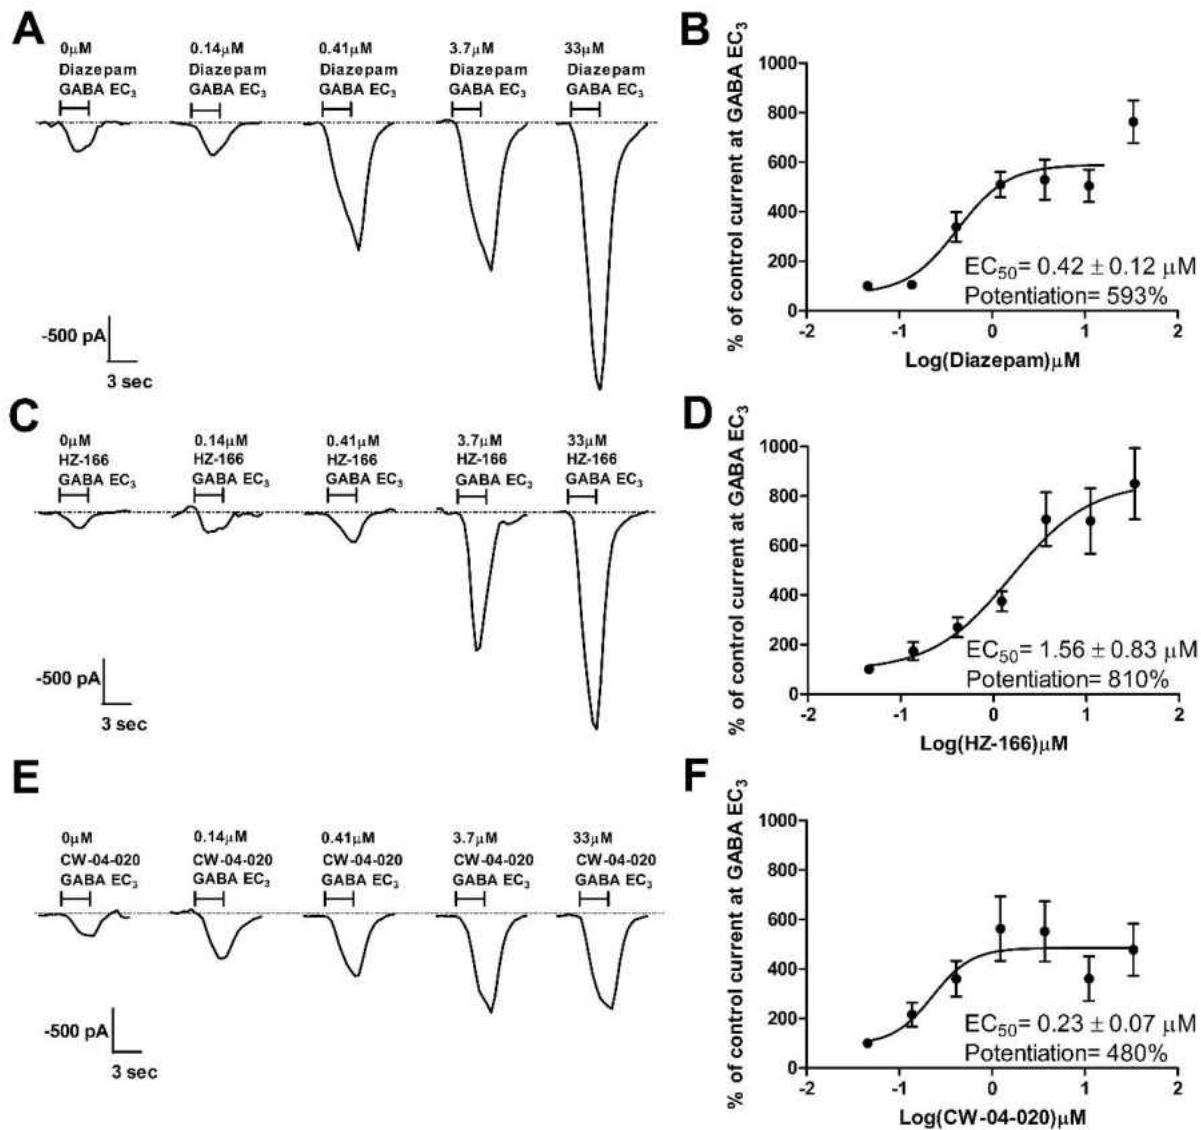 A
0μM
Diazepam
GABA EC₃
0.14μM
Diazepam
GABA EC₃
0.41μM
Diazepam
GABA EC₃
3.7μM
Diazepam
GABA EC₃
33μM
Diazepam
GABA EC₃
-500 pA
3 sec
B
% of control current at GABA EC₃
1000
800
600
400
200
0
-2
-1
0
1
2
EC₅₀= 0.42 ± 0.12 μM
Potentiation= 593%
Log(Diazepam)μM
C
0μM
HZ-166
GABA EC₃
0.14μM
HZ-166
GABA EC₃
0.41μM
HZ-166
GABA EC₃
3.7μM
HZ-166
GABA EC₃
33μM
HZ-166
GABA EC₃
-500 pA
3 sec
D
% of control current at GABA EC₃
1000
800
600
400
200
0
-2
-1
0
1
2
EC₅₀= 1.56 ± 0.83 μM
Potentiation= 810%
Log(HZ-166)μM
E
0μM
CW-04-020
GABA EC₃
0.14μM
CW-04-020
GABA EC₃
0.41μM
CW-04-020
GABA EC₃
3.7μM
CW-04-020
GABA EC₃
33μM
CW-04-020
GABA EC₃
-500 pA
3 sec
F
% of control current at GABA EC₃
1000
800
600
400
200
0
-2
-1
0
1
2
EC₅₀= 0.23 ± 0.07 μM
Potentiation= 480%
Log(CW-04-020)μM